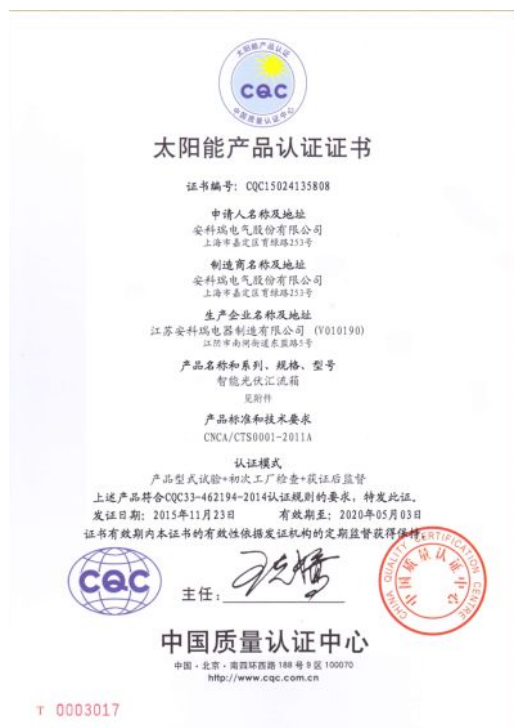 太阳能产品认证
CQC
中国质量认证中心
太阳能产品认证证书
证书编号: CQC15024135808
申请人名称及地址
安科瑞电气股份有限公司
上海市嘉定区育绿路253号
制造商名称及地址
安科瑞电气股份有限公司
上海市嘉定区育绿路253号
生产企业名称及地址
江苏安科瑞电器制造有限公司 (V010190)
江阴市南闸街道东盟路5号
产品名称和系列、规格、型号
智能光伏汇流箱
见附件
产品标准和技术要求
CNCA/CTS0001-2011A
认证模式
产品型式试验+初次工厂检查+获证后监督
上述产品符合CQC33-462194-2014认证规则的要求, 特发此证。
发证日期: 2015年11月23日 有效期至: 2020年05月03日
证书有效期内本证书的有效性依据发证机构的定期监督获得保持。
CQC
主任:
CHINA QUALITY CERTIFICATION CENTRE
中国质量认证中心
中国质量认证中心
中国·北京·南四环西路 188 号 9 区 100070
http://www.cqc.com.cn
T 0003017